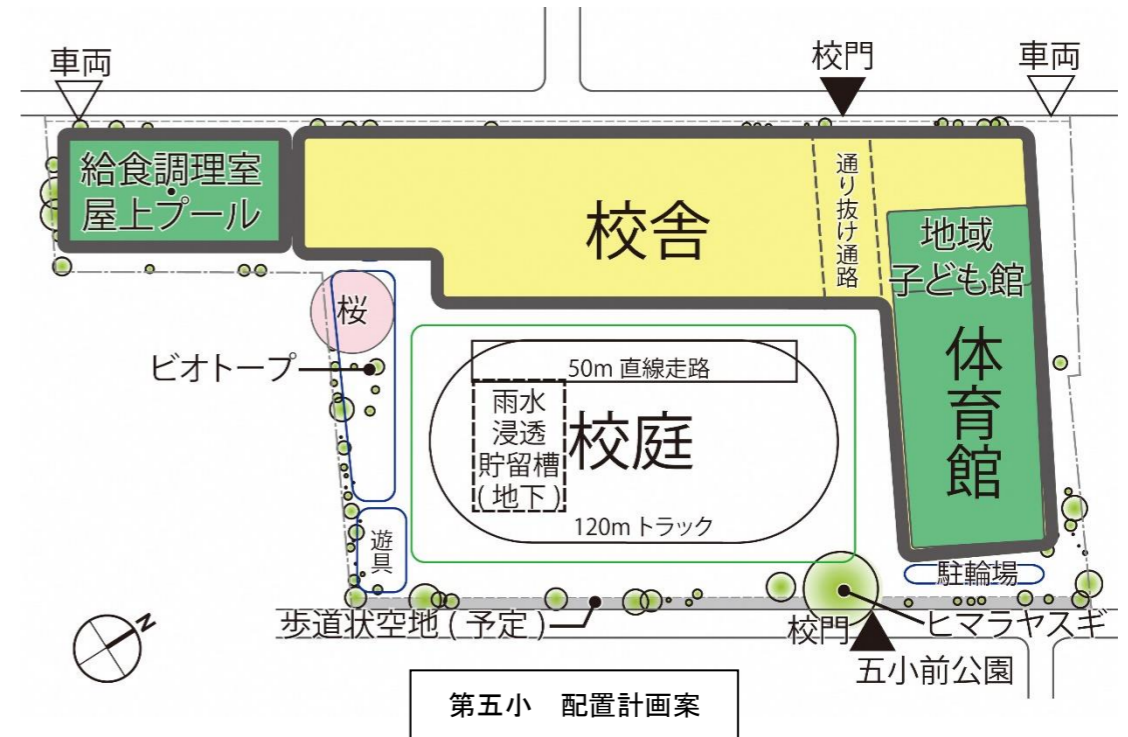 車両
校門
車両
給食調理室
・
屋上プール
校舎
通り抜け通路
地域
子ども館
体育館
桜
ビオトープ
50m 直線走路
雨水
浸透
貯留槽
(地下)
校庭
120m トラック
遊具
駐輪場
歩道状空地(予定)
校門
ヒマラヤスギ
五小前公園
N
第五小　配置計画案